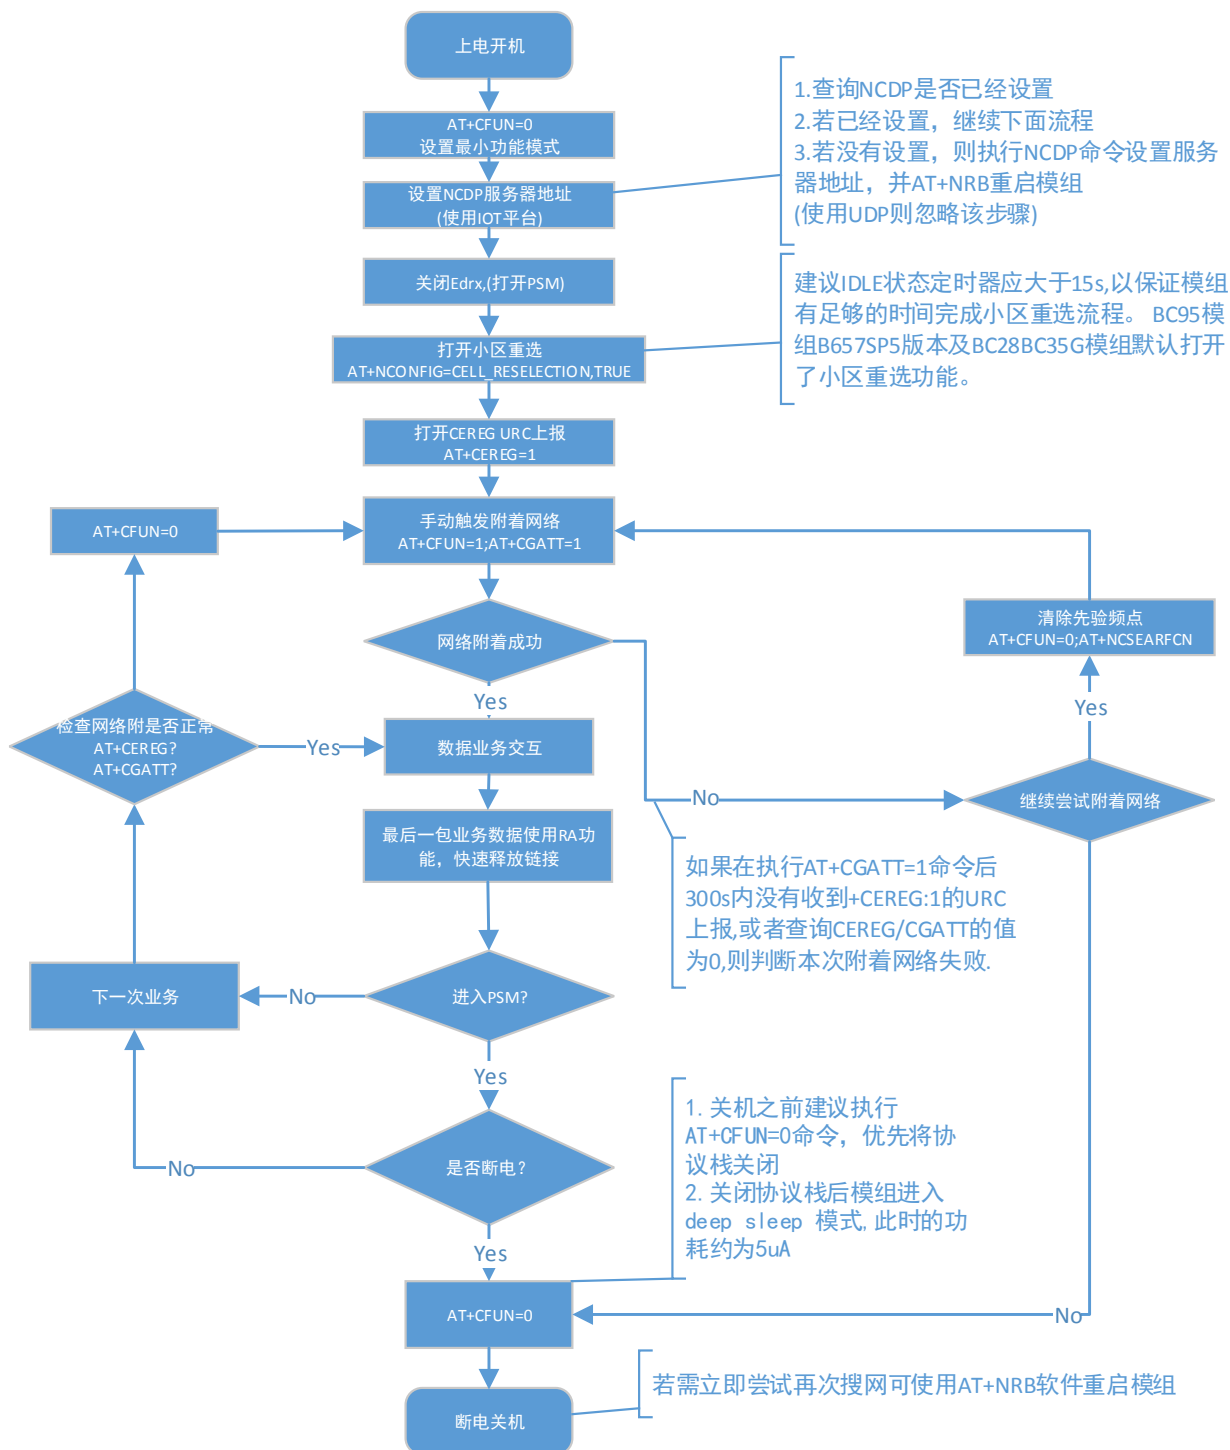 上电开机
AT+CFUN=0
设置最小功能模式
设置NCDP服务器地址
(使用IOT平台)
1.查询NCDP是否已经设置
2.若已经设置，继续下面流程
3.若没有设置，则执行NCDP命令设置服务
器地址，并AT+NRB重启模组
(使用UDP则忽略该步骤)
关闭Edrx,(打开PSM)
打开小区重选
AT+NCONFIG=CELL_RESELECTION,TRUE
建议IDLE状态定时器应大于15s,以保证模组
有足够的时间完成小区重选流程。 BC95模
组B657SP5版本及BC28BC35G模组默认打开
了小区重选功能。
打开CEREG URC上报
AT+CEREG=1
AT+CFUN=0
手动触发附着网络
AT+CFUN=1;AT+CGATT=1
网络附着成功
清除先验频点
AT+CFUN=0;AT+NCSEARFCN
Yes
Yes
检查网络附是否正常
AT+CEREG?
AT+CGATT?
Yes
数据业务交互
No
继续尝试附着网络
最后一包业务数据使用RA功
能，快速释放链接
如果在执行AT+CGATT=1命令后
300s内没有收到+CEREG:1的URC
上报,或者查询CEREG/CGATT的值
为0,则判断本次附着网络失败.
下一次业务
No
进入PSM?
Yes
No
是否断电?
1. 关机之前建议执行
AT+CFUN=0命令，优先将协
议栈关闭
2. 关闭协议栈后模组进入
deep sleep 模式,此时的功
耗约为5uA
Yes
AT+CFUN=0
No
断电关机
若需立即尝试再次搜网可使用AT+NRB软件重启模组